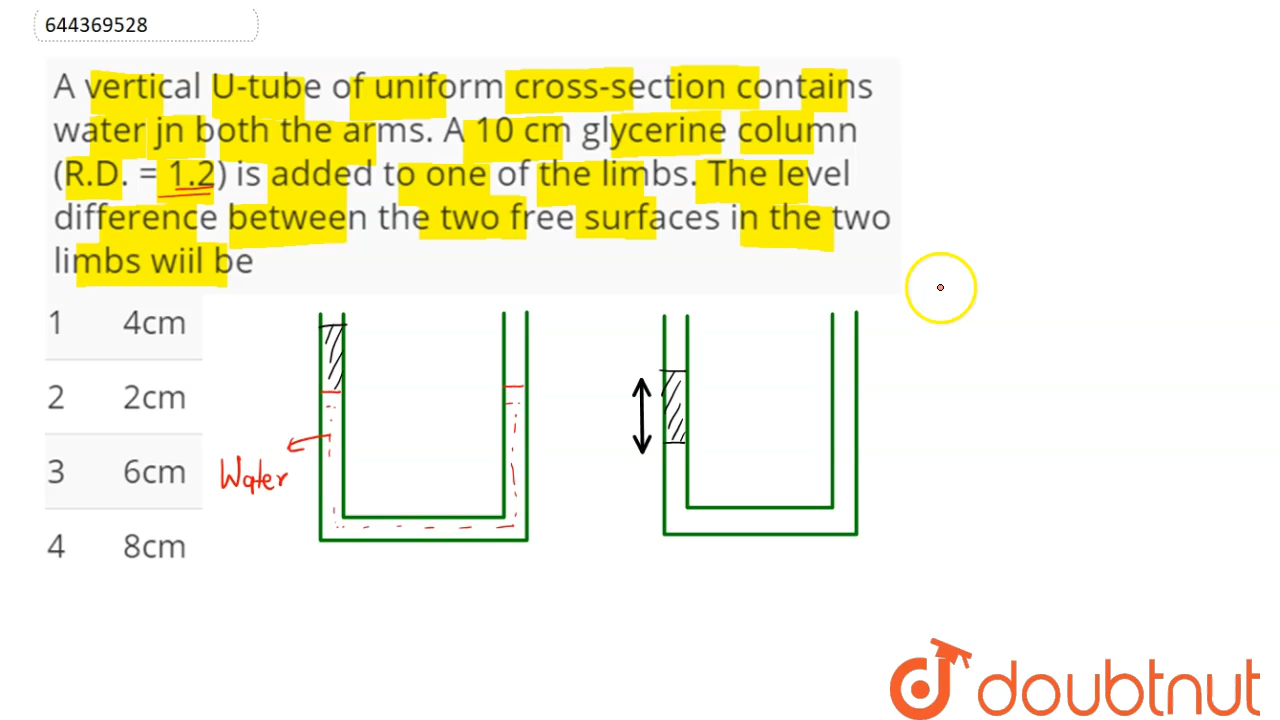 644369528
A vertical U-tube of uniform cross-section contains
water jn both the arms. A 10 cm glycerine column
(R.D. = 1.2) is added to one of the limbs. The level
difference between the two free surfaces in the two
limbs wiil be
1 4cm
2 2cm
3 6cm
4 8cm
Water
doubtnut